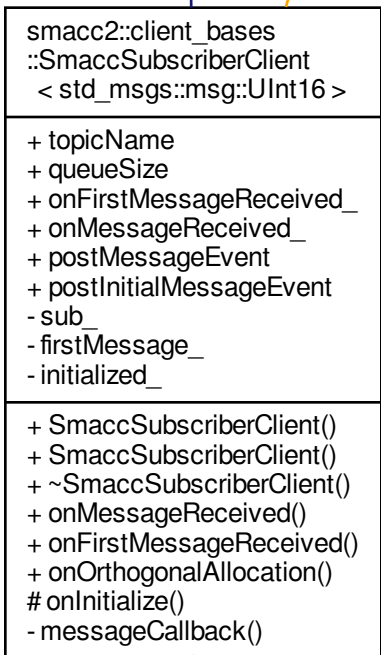 smacc2::client_bases
::SmaccSubscriberClient
< std_msgs::msg::UInt16 >
+ topicName
+ queueSize
+ onFirstMessageReceived_
+ onMessageReceived_
+ postMessageEvent
+ postInitialMessageEvent
- sub_
- firstMessage_
- initialized_
+ SmaccSubscriberClient()
+ SmaccSubscriberClient()
+ ~SmaccSubscriberClient()
+ onMessageReceived()
+ onFirstMessageReceived()
+ onOrthogonalAllocation()
# onInitialize()
- messageCallback()